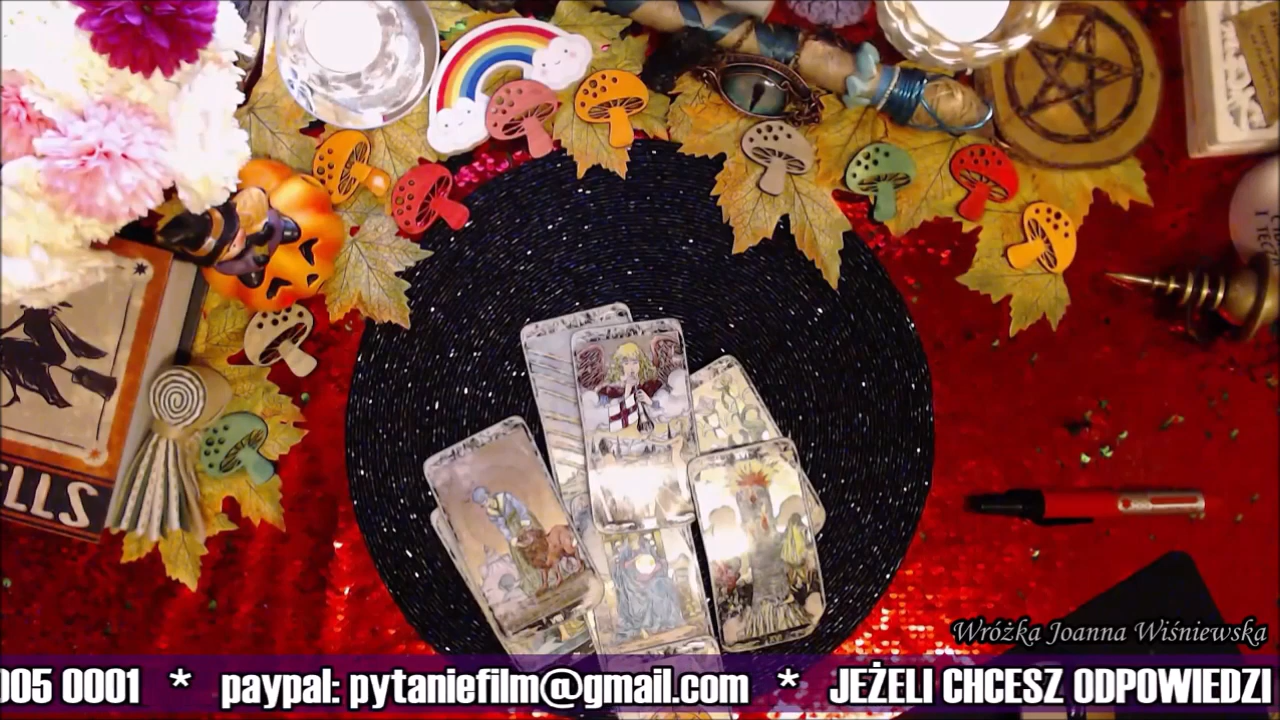 ELLS
Wróżka Joanna Wiśniewska
005 0001 * paypal: pytaniefilm@gmail.com * JEŻELI CHCESZ ODPOWIEDZI